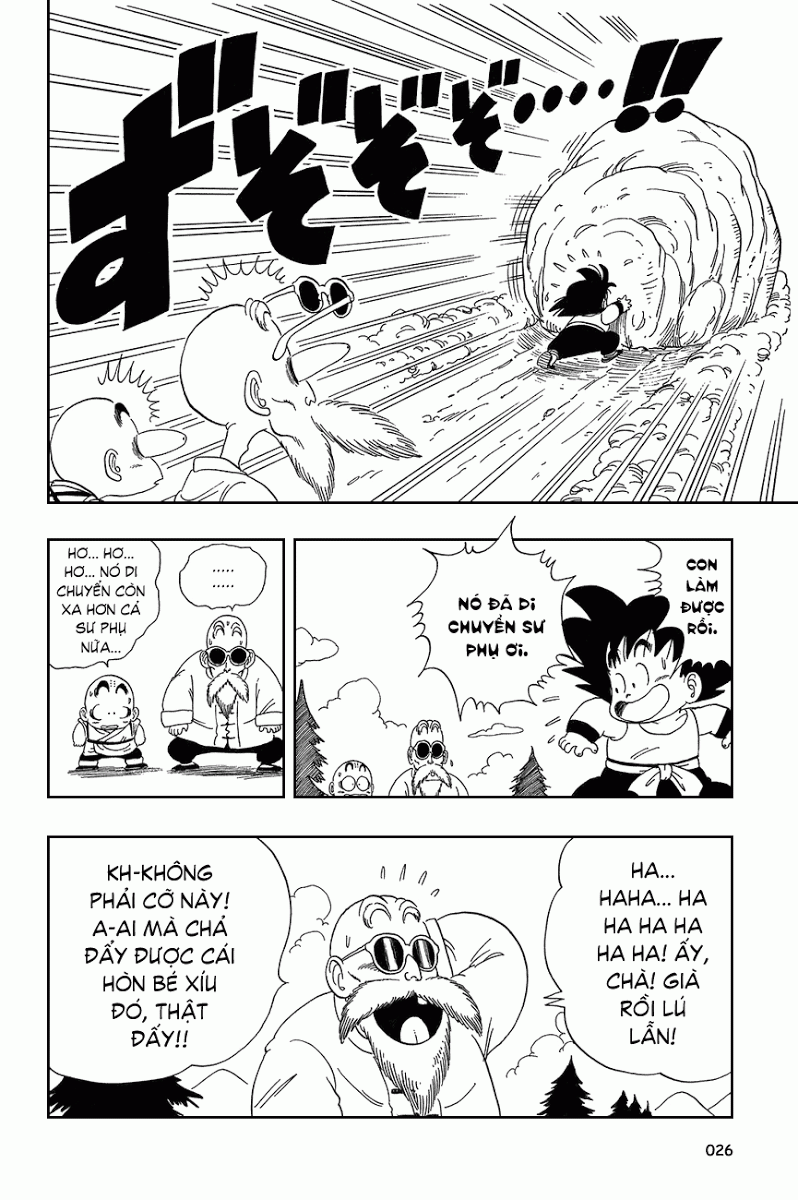 ずぞぞぞ・・・・!!
CON
LÀM
ĐƯỢC
RỒI.
NÓ ĐÃ DI
CHUYỂN SƯ
PHỤ ƠI.
......
.....
HƠ... HƠ...
HƠ... NÓ DI
CHUYỂN CÒN
XA HƠN CẢ
SƯ PHỤ
NỮA...
HA...
HAHA... HA
HA HA HA
HA HA! ẤY,
CHÀ! GIÀ
RỒI LÚ
LẪN!
KH-KHÔNG
PHẢI CỠ NÀY!
A-AI MÀ CHẢ
ĐẨY ĐƯỢC CÁI
HÒN BÉ XÍU
ĐÓ, THẬT
ĐẤY!!
026